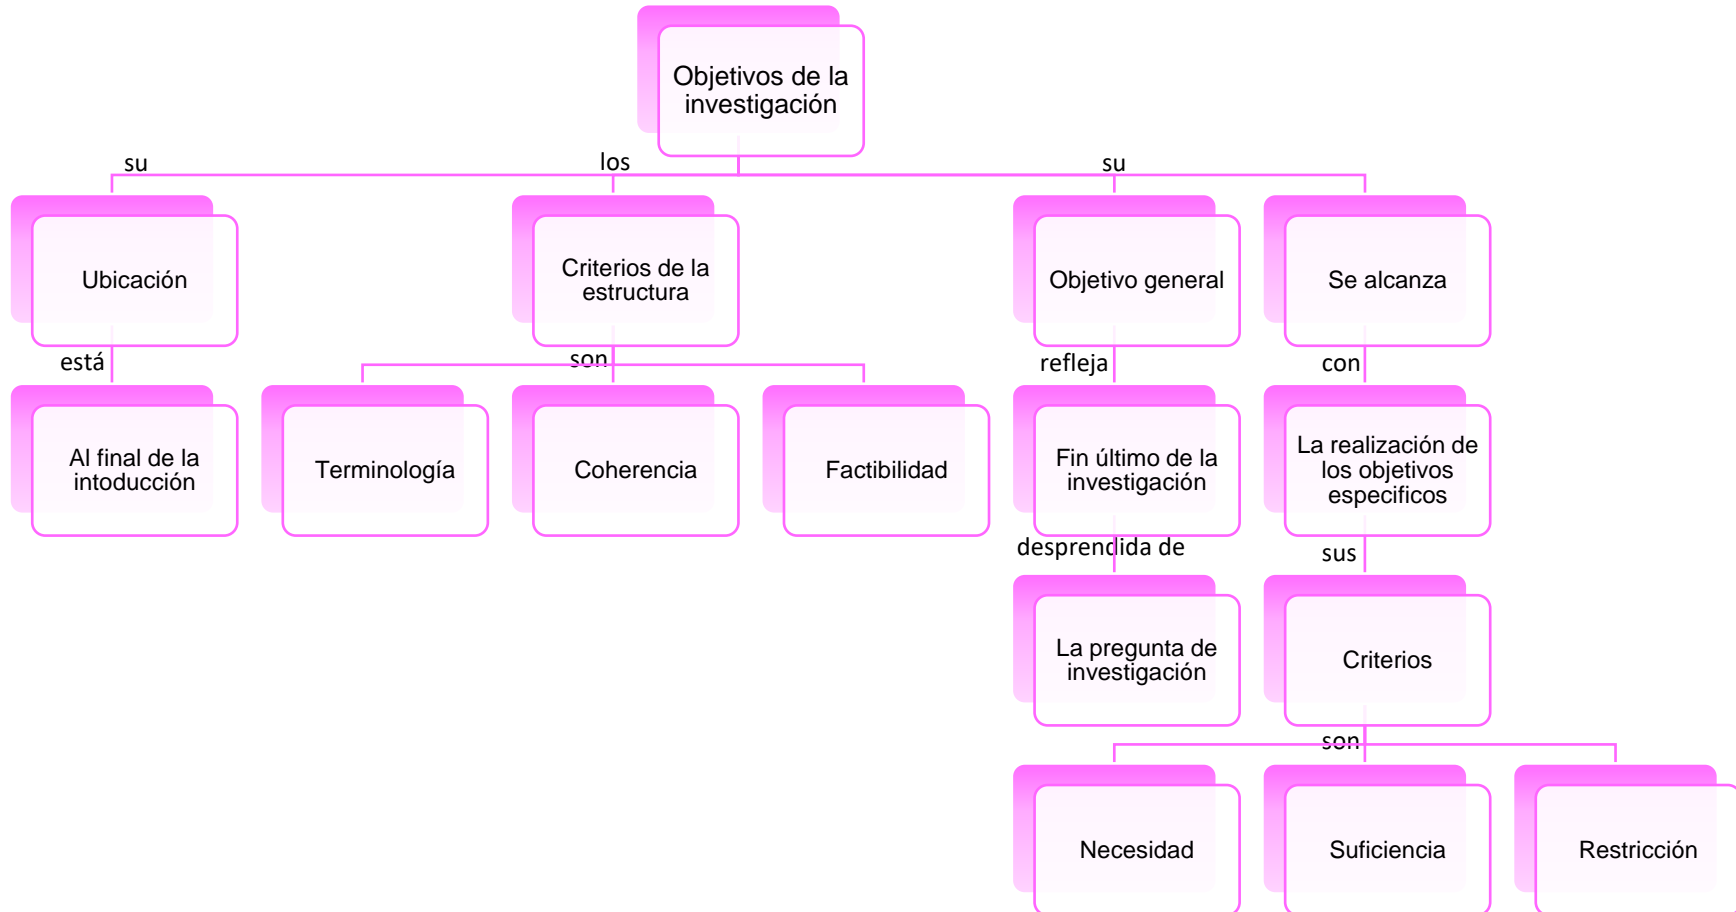 Objetivos de la
investigación
su
los
su
Ubicación
Criterios de la
estructura
Objetivo general
Se alcanza
está
son
refleja
con
Al final de la
intoducción
Terminología
Coherencia
Factibilidad
Fin último de la
investigación
La realización de
los objetivos
especificos
desprendida de
sus
La pregunta de
investigación
Criterios
son
Necesidad
Suficiencia
Restricción